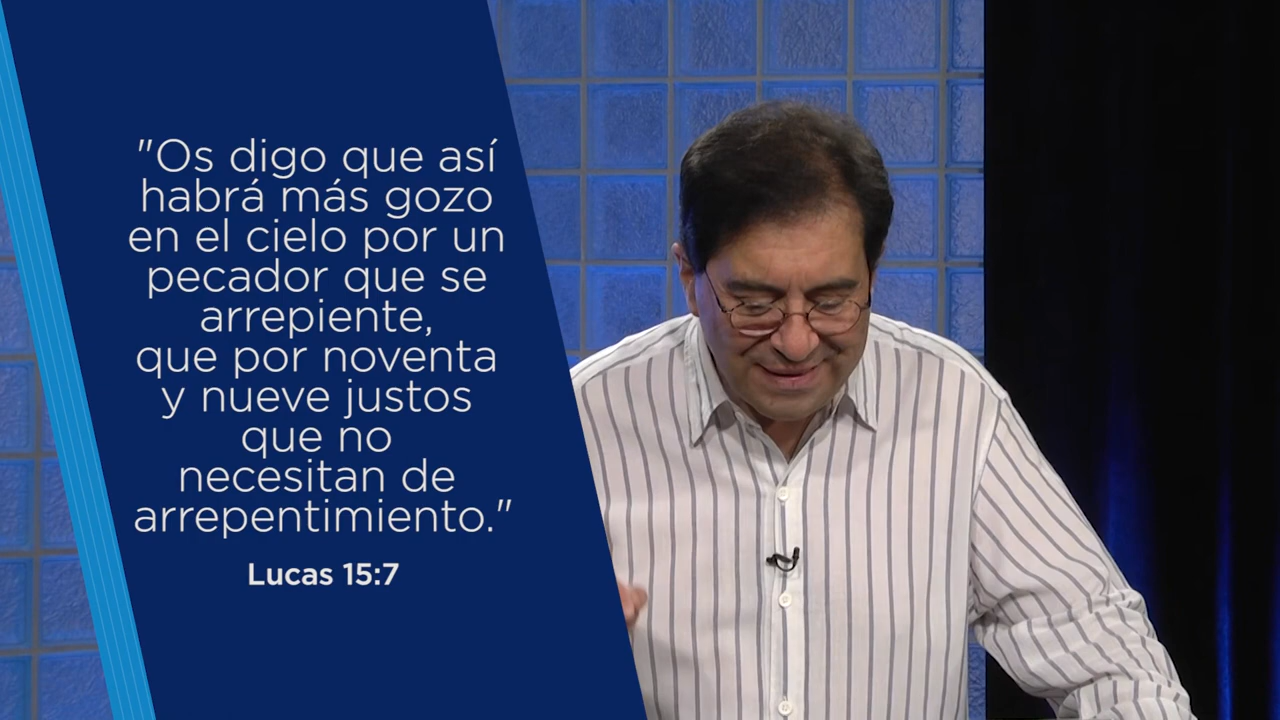 "Os digo que así
habrá más gozo
en el cielo por un
pecador que se
arrepiente,
que por noventa
y nueve justos
que no
necesitan de
arrepentimiento."
Lucas 15:7